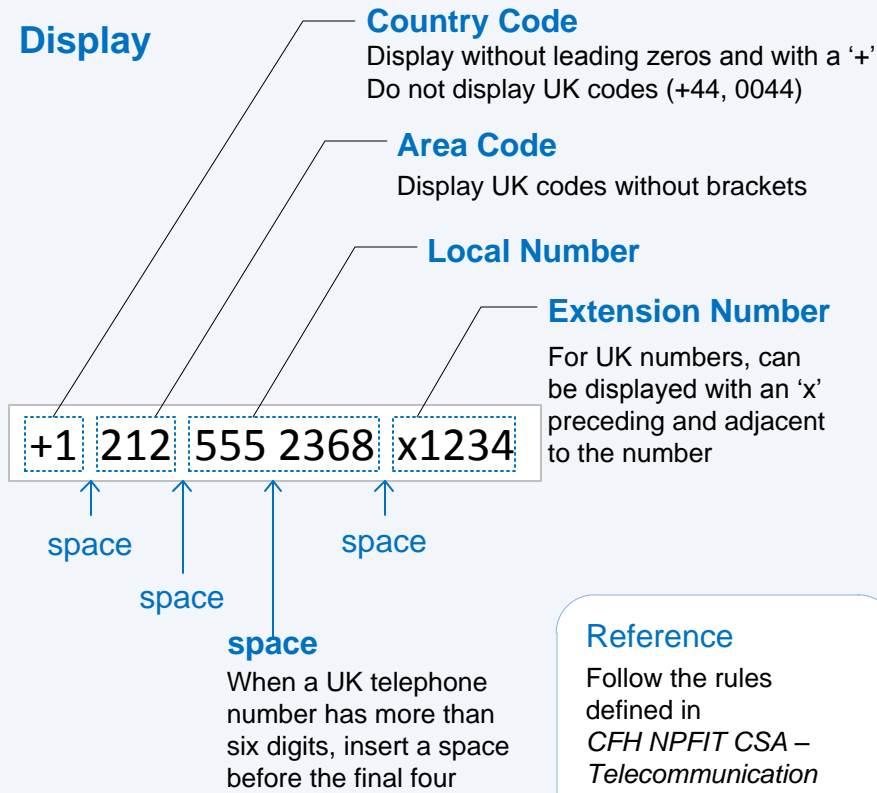 Display
Country Code
Display without leading zeros and with a ‘+’
Do not display UK codes (+44, 0044)
Area Code
Display UK codes without brackets
Local Number
Extension Number
For UK numbers, can
be displayed with an ‘x’
preceding and adjacent
to the number
+1 212 555 2368 x1234
space
space
space
space
When a UK telephone
number has more than
six digits, insert a space
before the final four
Reference
Follow the rules
defined in
CFH NPFIT CSA –
Telecommunication